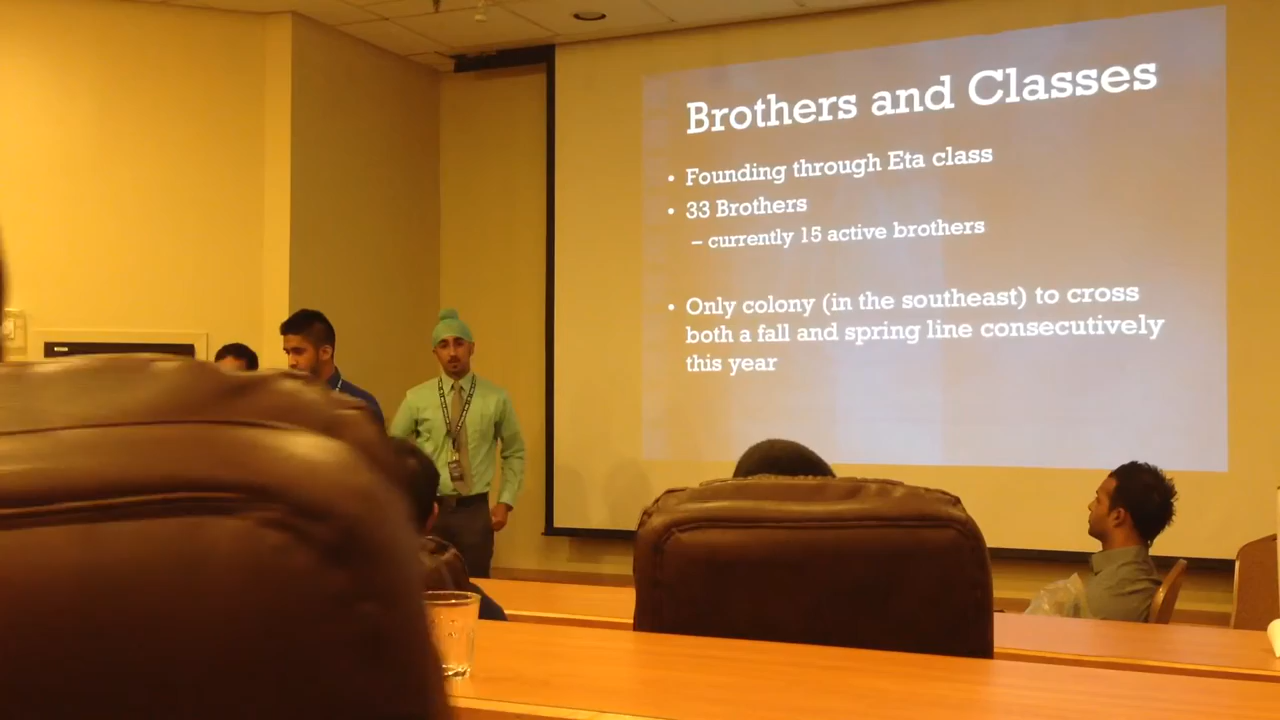 Brothers and Classes
• Founding through Eta class
• 33 Brothers
– currently 15 active brothers
• Only colony (in the southeast) to cross
both a fall and spring line consecutively
this year